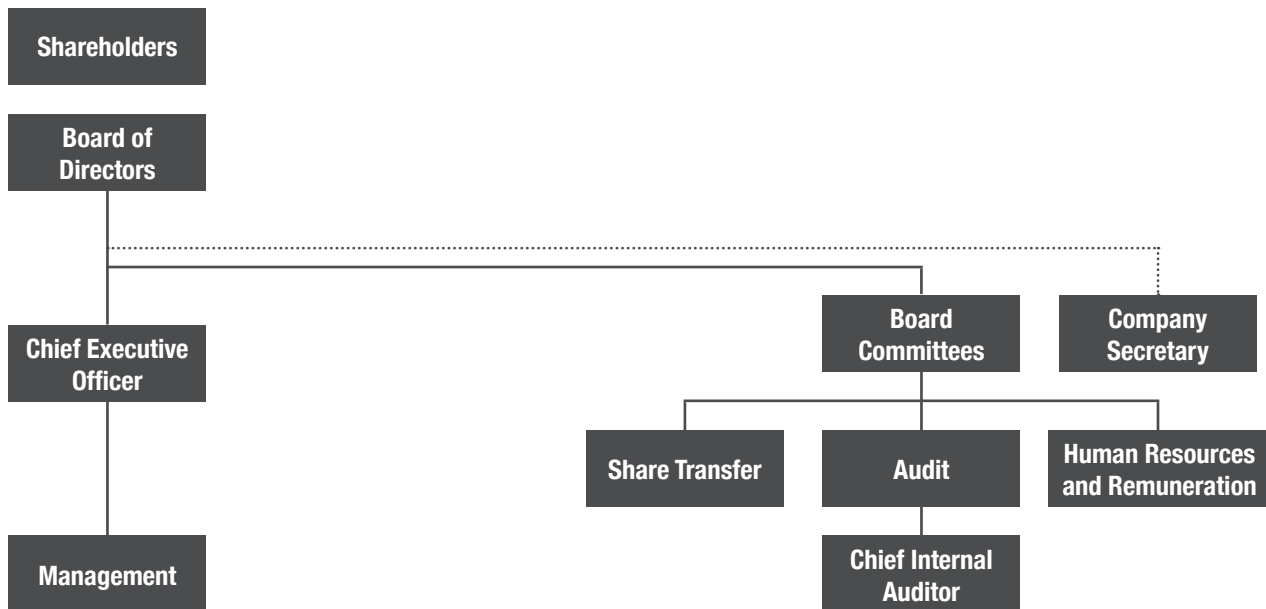 Shareholders
Board of
Directors
Board
Committees
Company
Secretary
Chief Executive
Officer
Share Transfer
Audit
Human Resources
and Remuneration
Management
Chief Internal
Auditor